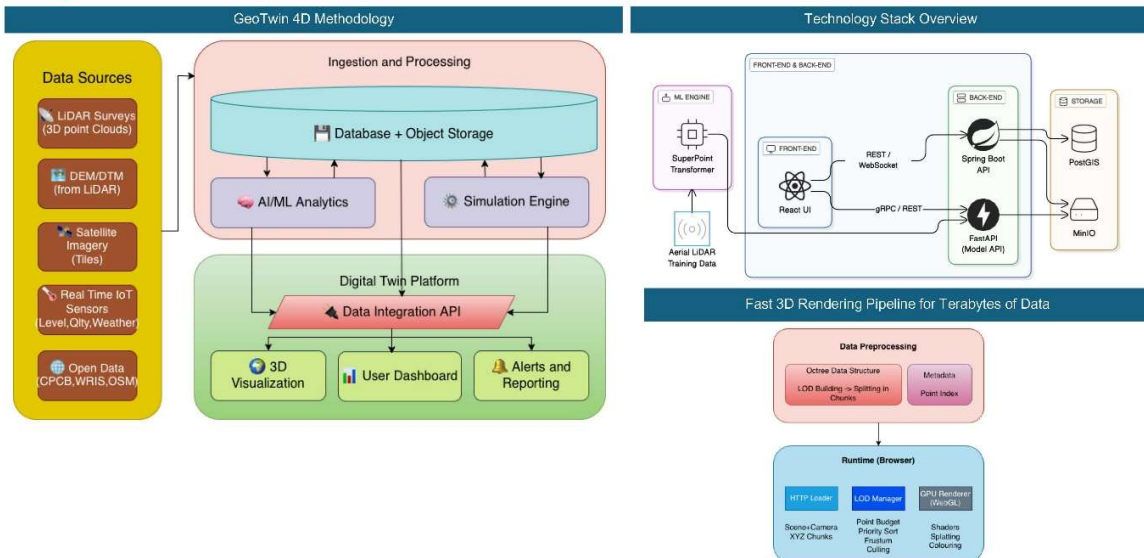 GeoTwin 4D Methodology
Data Sources
LiDAR Surveys
(3D point Clouds)
DEM/DTM
(from LiDAR)
Satellite
Imagery
(Tiles)
Real Time IoT
Sensors
(Level,Qlty,Weather)
Open Data
(CPCB,WRIS,OSM)
Ingestion and Processing
Database + Object Storage
AI/ML Analytics
Simulation Engine
Digital Twin Platform
Data Integration API
3D
Visualization
User Dashboard
Alerts and
Reporting
Technology Stack Overview
FRONT-END & BACK-END
ML ENGINE
SuperPoint
Transformer
Aerial LiDAR
Training Data
FRONT-END
React UI
REST /
WebSocket
gRPC / REST
BACK-END
Spring Boot
API
FastAPI
(Model API)
STORAGE
PostGIS
MinIO
Fast 3D Rendering Pipeline for Terabytes of Data
Data Preprocessing
Octree Data Structure
LOD Building -> Splitting in
Chunks
Metadata
Point Index
Runtime (Browser)
HTTP Loader
Scene+Camera
XYZ Chunks
LOD Manager
Point Budget
Priority Sort
Frustum
Culling
GPU Renderer
(WebGL)
Shaders
Splatting
Colouring